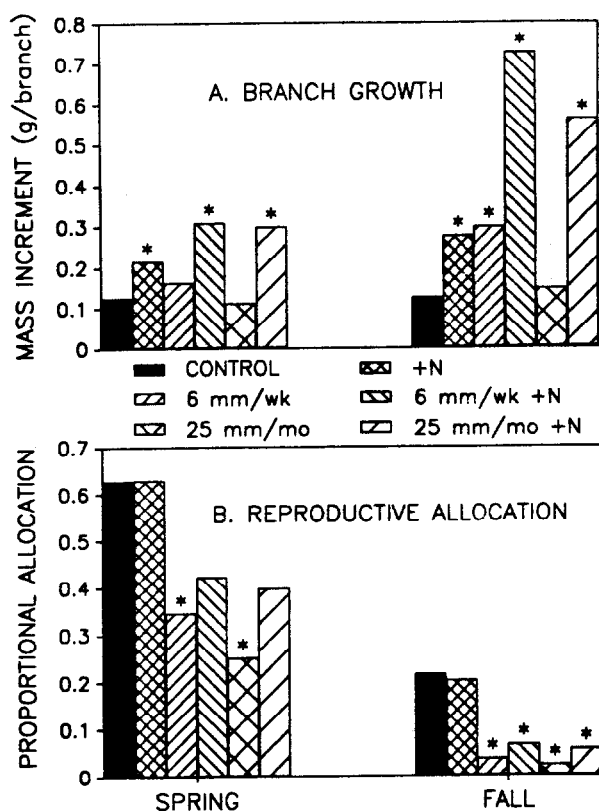 0.8
0.7
0.6
0.5
0.4
0.3
0.2
0.1
0
MASS INCREMENT (g/branch)
A. BRANCH GROWTH
* * * * * * *
CONTROL +N
6 mm/wk 6 mm/wk +N
25 mm/mo 25 mm/mo +N
0.7
0.6
0.5
0.4
0.3
0.2
0.1
0
PROPORTIONAL ALLOCATION
B. REPRODUCTIVE ALLOCATION
* * * * * *
SPRING FALL